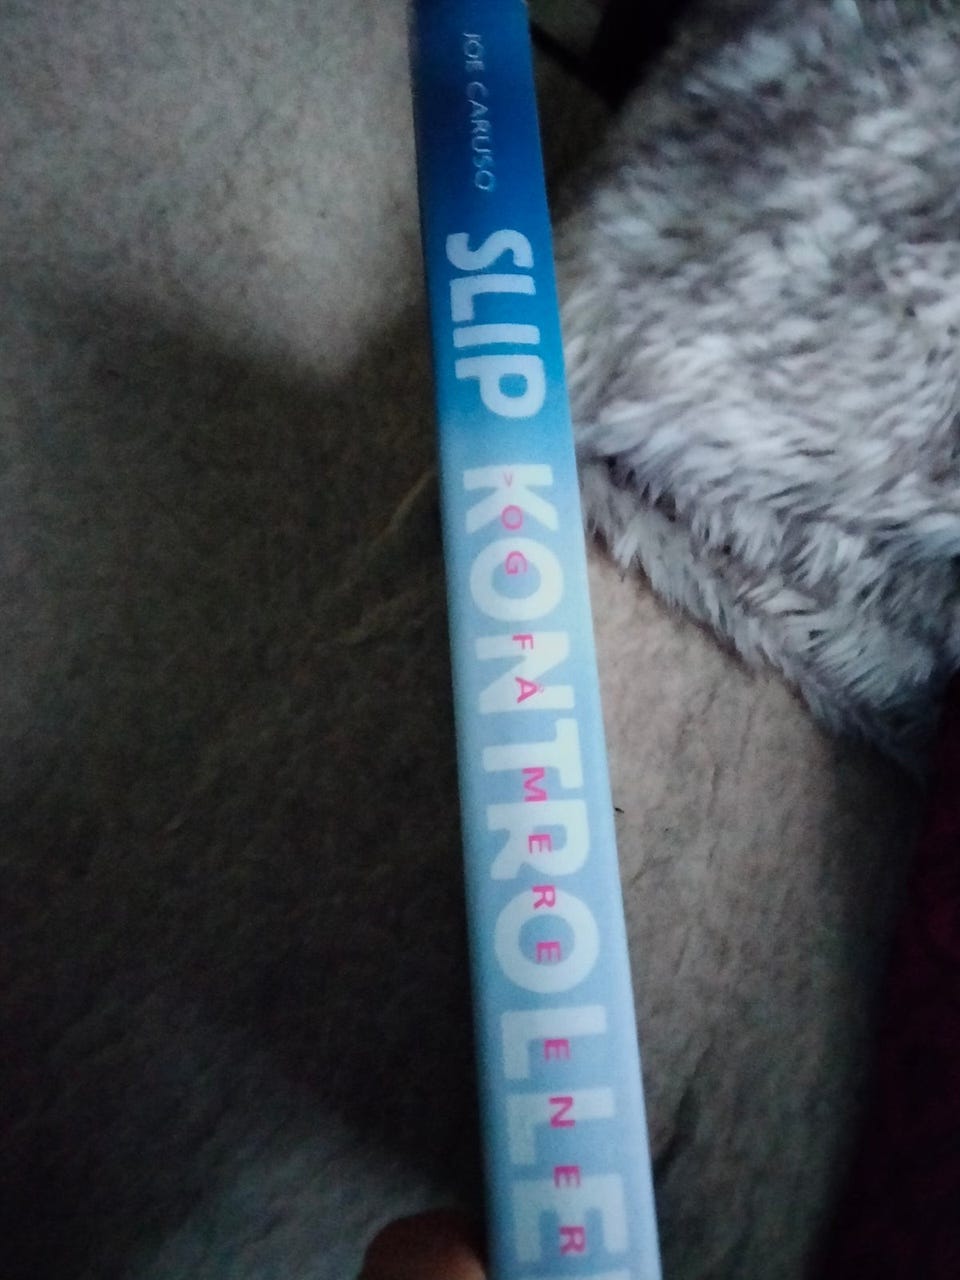 JOE CARUSO
SLIP KONTROLLE
OG FÅ MERE ENER